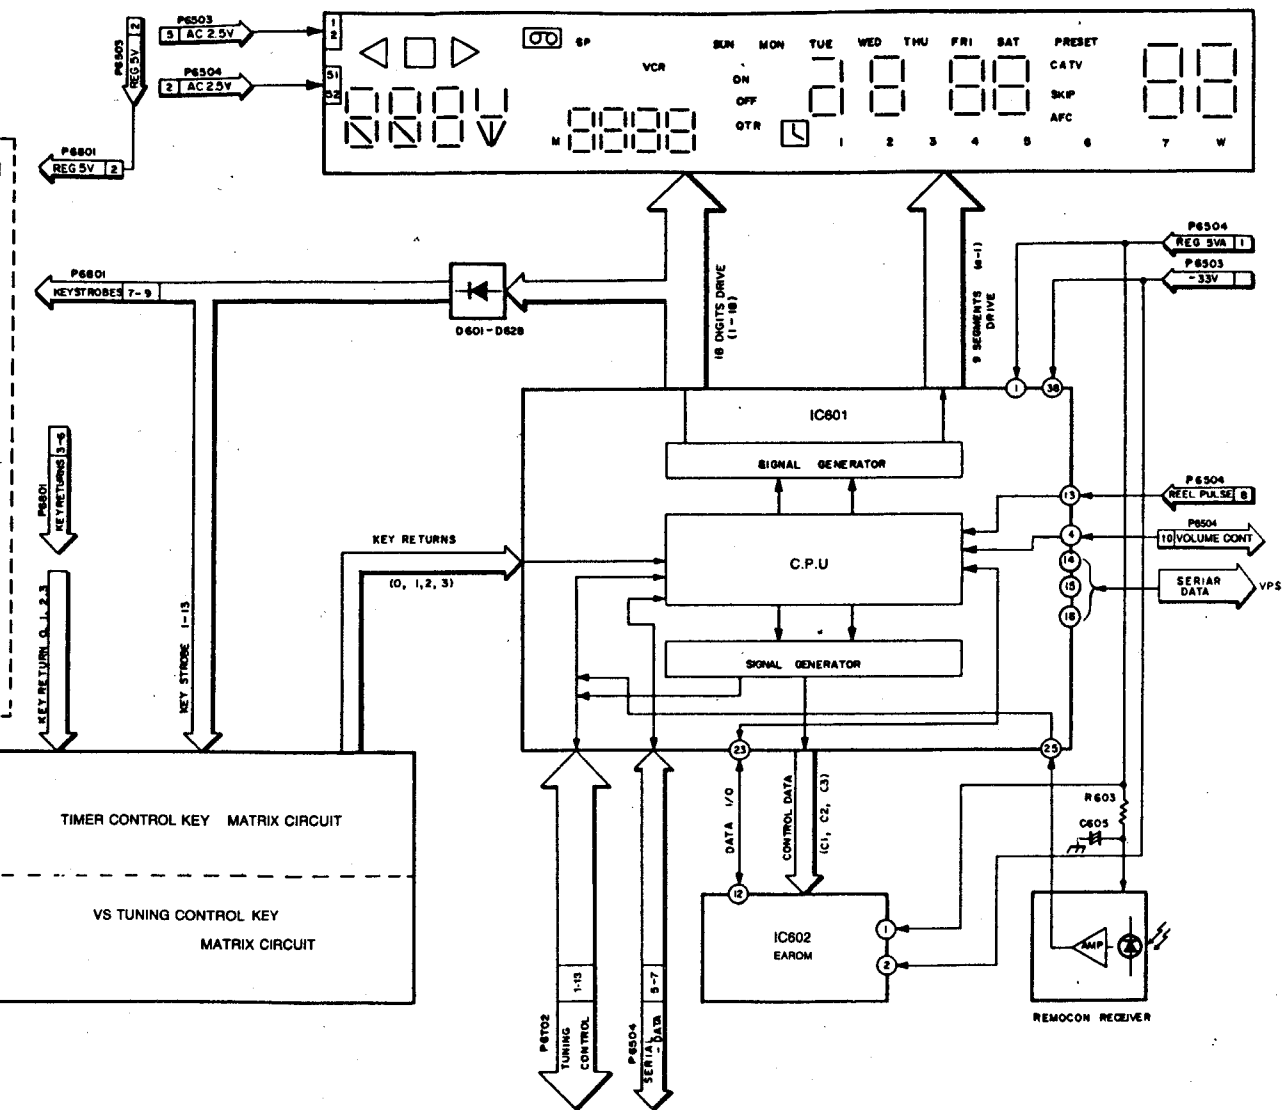 P6503
5 AC 2.5V
P6503
REG 5V 2
P6504
2 AC 2.5V
P6801
REG 5V 2
1
2
51
52
SP
VCR
M
SUN MON TUE WED THU FRI SAT
ON
OFF
QTR
PRESET
CATV
SKIP
AFC
1 2 3 4 5 6 7 W
P6801
KEYSTROBES 7-9
D601-D628
18 DIGITS DRIVE
(1-18)
9 SEGMENTS
DRIVE
(a-i)
P6504
REG 5VA 1
P6503
-33V
1
38
IC601
SIGNAL GENERATOR
C.P.U
SIGNAL GENERATOR
P6801
KEY RETURNS 3-6
KEY RETURN 0, 1, 2, 3
KEY STROBE 1-13
KEY RETURNS
(0, 1, 2, 3)
13
4
14
15
16
P6504
REEL PULSE 8
P6504
10 VOLUME CONT
SERIAR
DATA
VPS
23
25
TIMER CONTROL KEY MATRIX CIRCUIT
VS TUNING CONTROL KEY
MATRIX CIRCUIT
DATA I/O
CONTROL DATA
(C1, C2, C3)
R603
C605
12
IC602
EAROM
1
2
AMP
REMOCON RECEIVER
P6702
TUNING
CONTROL
1-13
P6504
SERIAL
-DATA
5-7